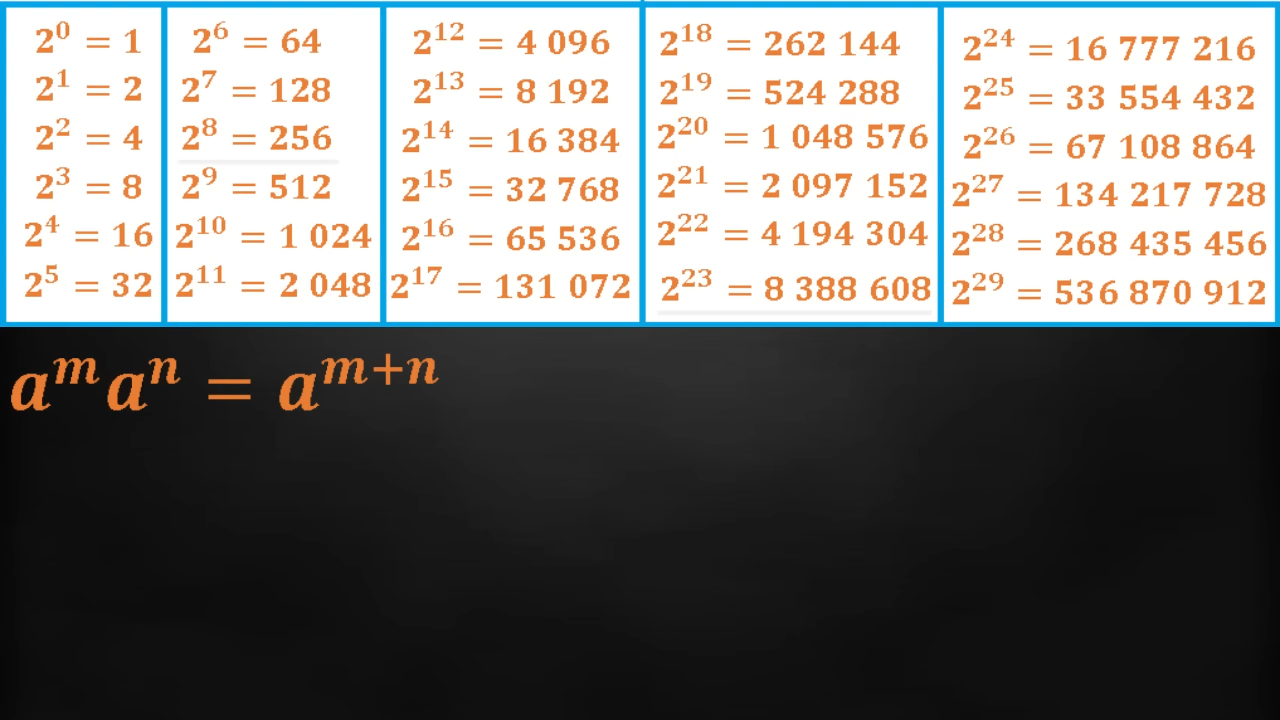 2⁰ = 1
2¹ = 2
2² = 4
2³ = 8
2⁴ = 16
2⁵ = 32
2⁶ = 64
2⁷ = 128
2⁸ = 256
2⁹ = 512
2¹⁰ = 1 024
2¹¹ = 2 048
2¹² = 4 096
2¹³ = 8 192
2¹⁴ = 16 384
2¹⁵ = 32 768
2¹⁶ = 65 536
2¹⁷ = 131 072
2¹⁸ = 262 144
2¹⁹ = 524 288
2²⁰ = 1 048 576
2²¹ = 2 097 152
2²² = 4 194 304
2²³ = 8 388 608
2²⁴ = 16 777 216
2²⁵ = 33 554 432
2²⁶ = 67 108 864
2²⁷ = 134 217 728
2²⁸ = 268 435 456
2²⁹ = 536 870 912
aᵐaⁿ = aᵐ⁺ⁿ